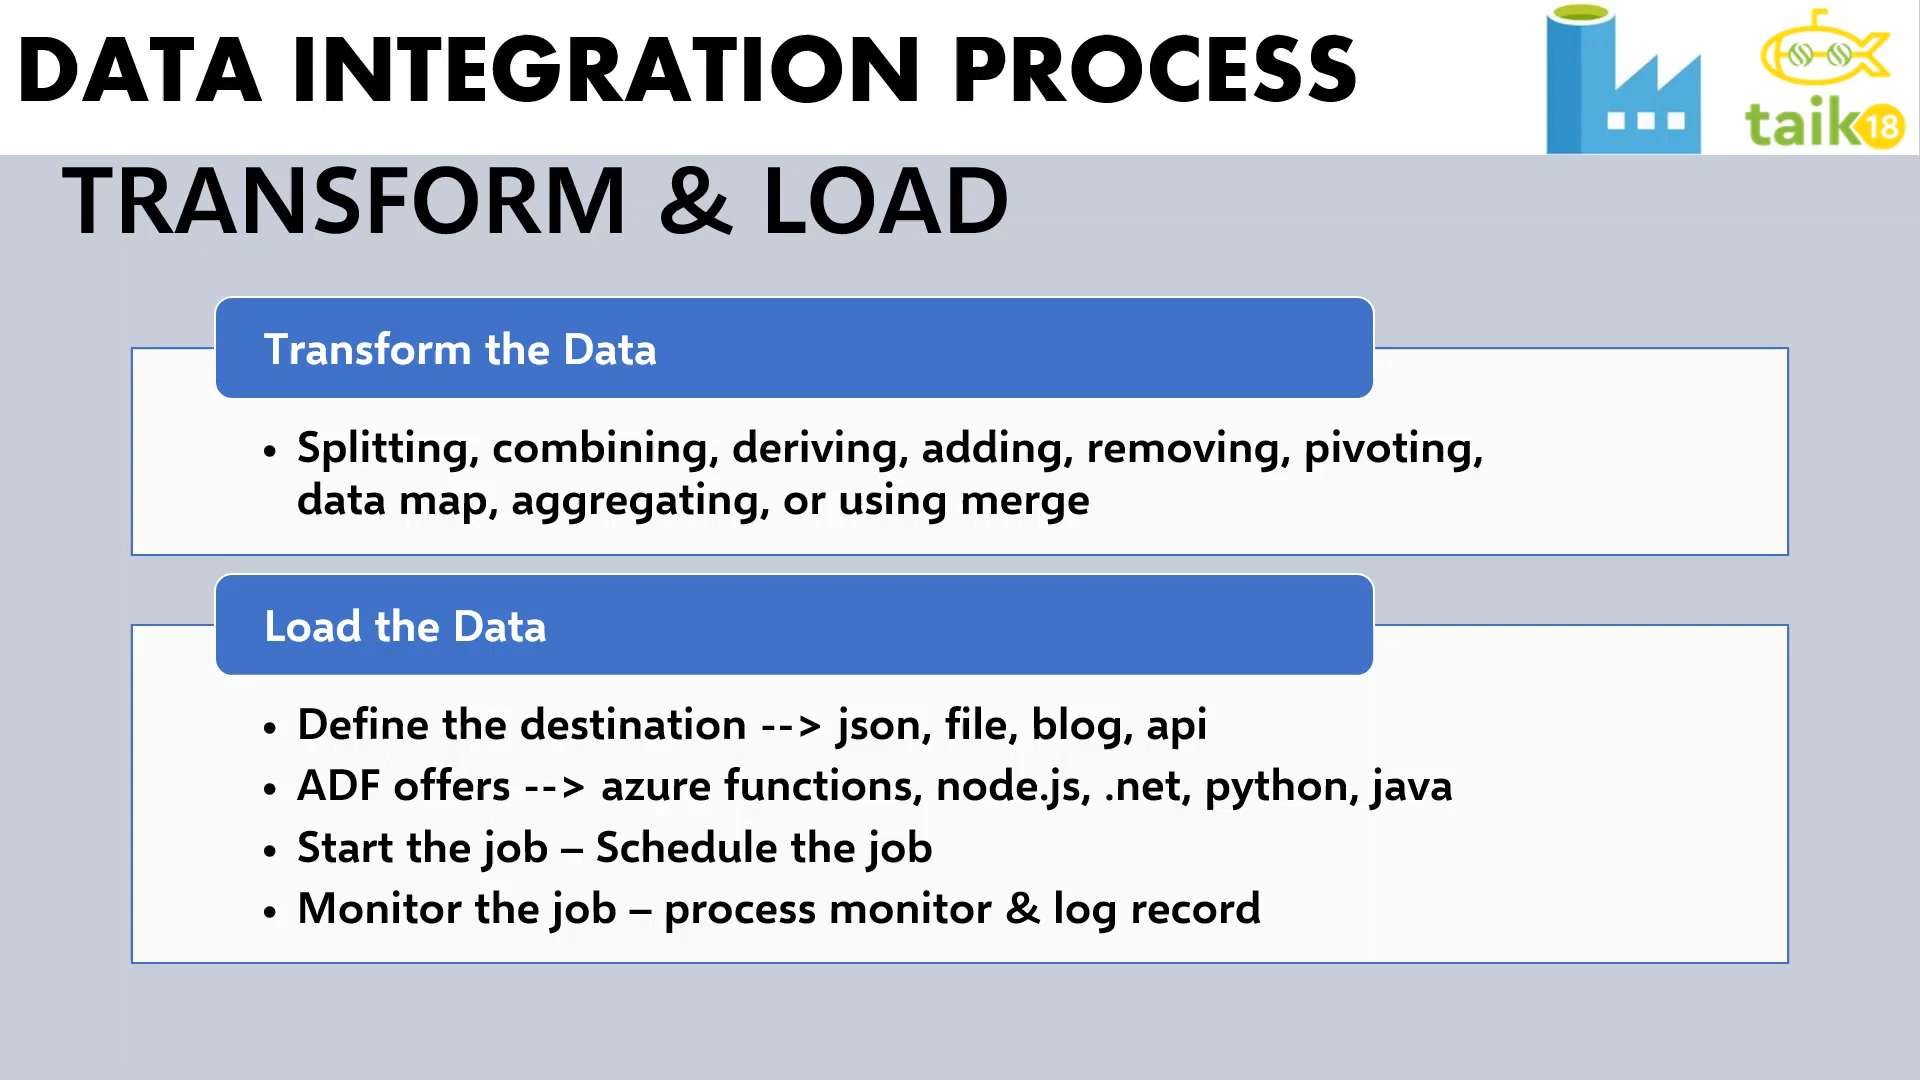 DATA INTEGRATION PROCESS
taik18
TRANSFORM & LOAD
Transform the Data
• Splitting, combining, deriving, adding, removing, pivoting,
data map, aggregating, or using merge
Load the Data
• Define the destination --> json, file, blog, api
• ADF offers --> azure functions, node.js, .net, python, java
• Start the job – Schedule the job
• Monitor the job – process monitor & log record